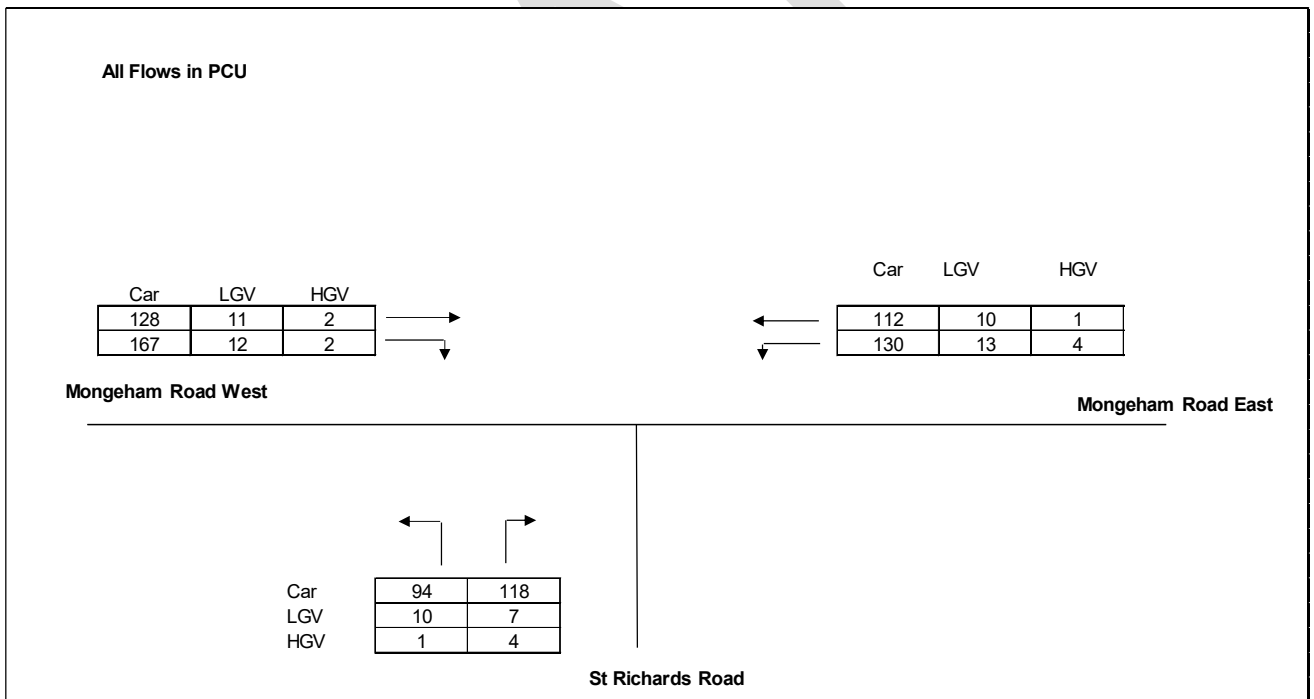 All Flows in PCU
Car LGV HGV
Car LGV HGV
128 11 2
167 12 2
112 10 1
130 13 4
Mongeham Road West
Mongeham Road East
Car 94 118
LGV 10 7
HGV 1 4
St Richards Road